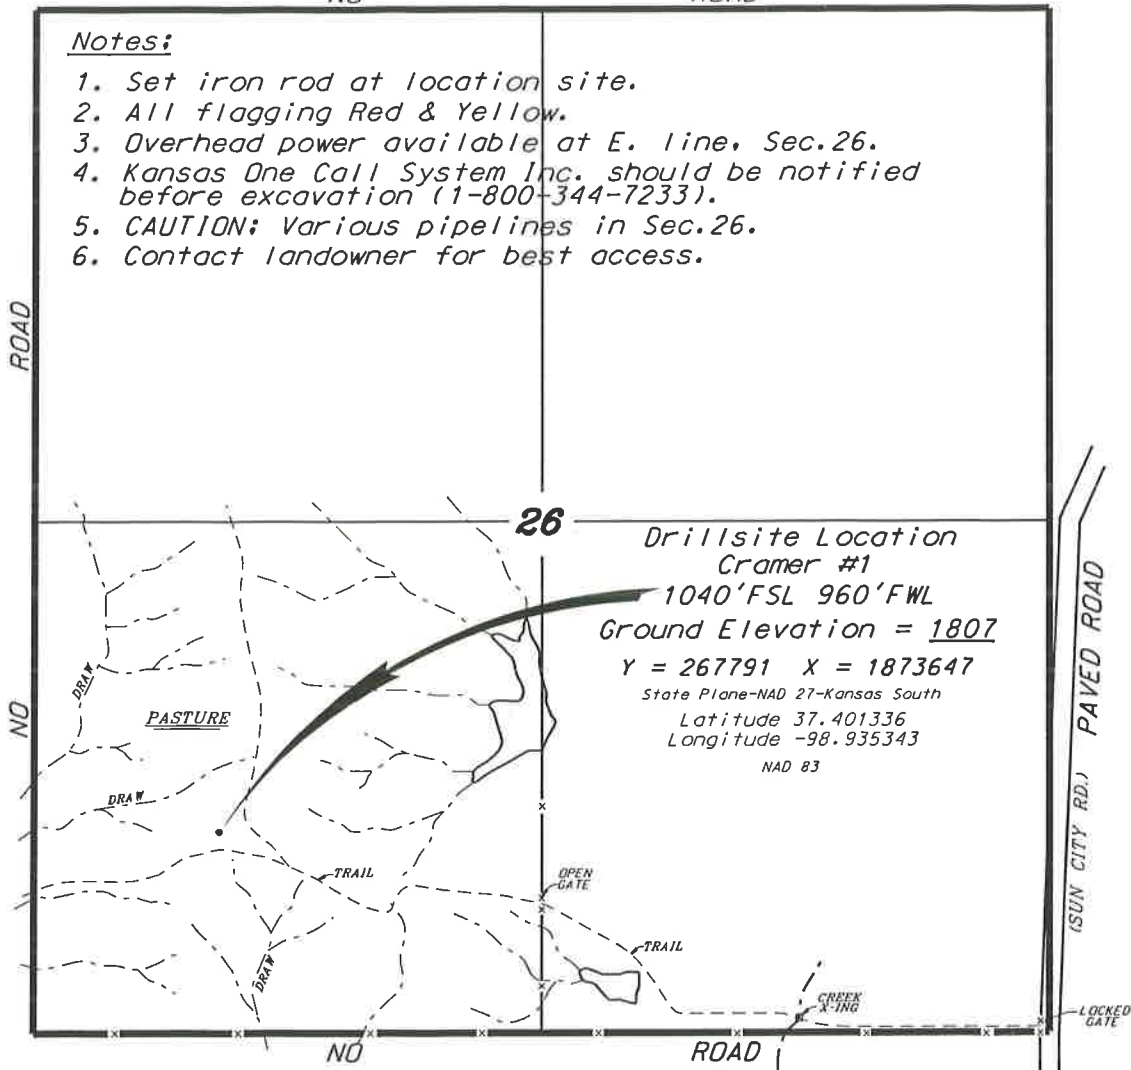 NO ROAD
Notes:
1. Set iron rod at location site.
2. All flagging Red & Yellow.
3. Overhead power available at E. line, Sec.26.
4. Kansas One Call System Inc. should be notified
before excavation (1-800-344-7233).
5. CAUTION: Various pipelines in Sec.26.
6. Contact landowner for best access.
NO ROAD
26
Drillsite Location
Cramer #1
1040'FSL 960'FWL
Ground Elevation = 1807
Y = 267791 X = 1873647
State Plane-NAD 27-Kansas South
Latitude 37.401336
Longitude -98.935343
NAD 83
PAVED ROAD
(SUN CITY RD.)
DRAW
PASTURE
DRAW
TRAIL
OPEN
GATE
TRAIL
DRAW
CREEK
X-ING
LOCKED
GATE
NO ROAD